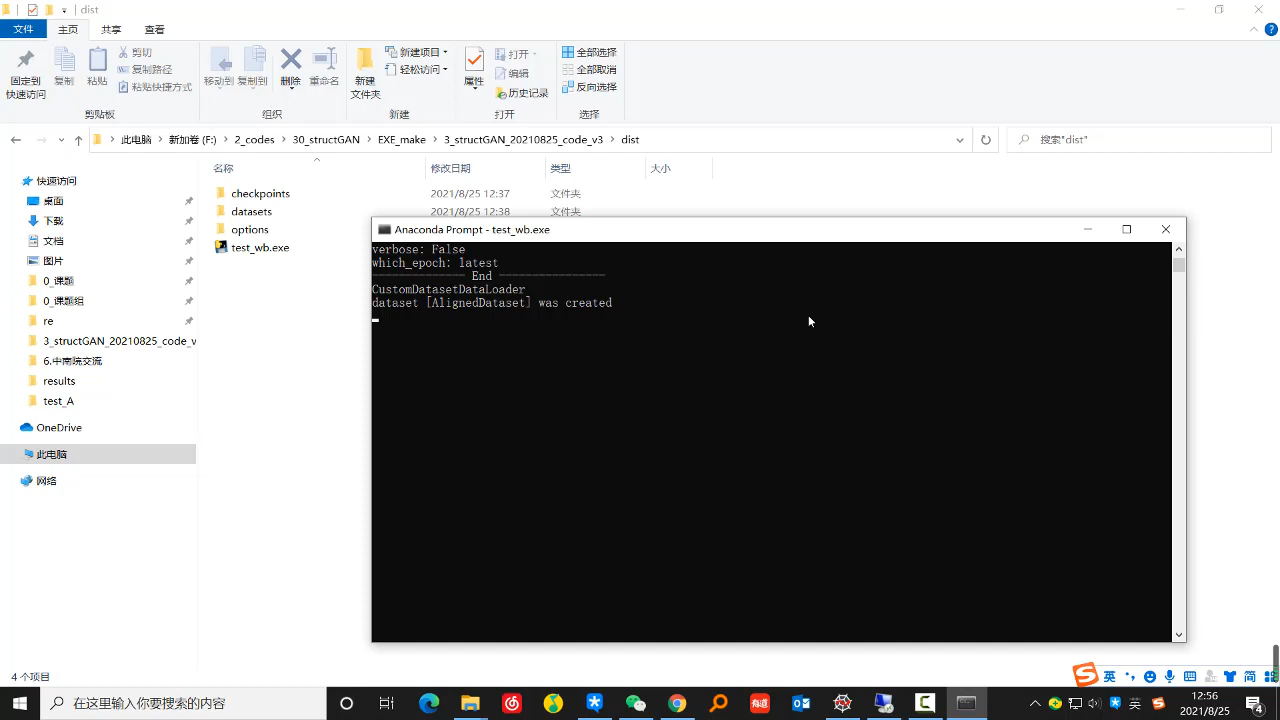 dist
文件
主页
共享
查看
固定到
快速访问
复制
粘贴
剪切
复制路径
粘贴快捷方式
剪贴板
移动到
复制到
删除
重命名
组织
新建
文件夹
新建项目
轻松访问
新建
属性
打开
编辑
历史记录
打开
全部选择
全部取消
反向选择
选择
此电脑
新加卷 (F:)
2_codes
30_structGAN
EXE_make
3_structGAN_20210825_code_v3
dist
搜索"dist"
快速访问
桌面
下载
文档
图片
0_课题
0_课题组
re
3_structGAN_20210825_code_v
6.中南院交流
results
test_A
OneDrive
此电脑
网络
名称 修改日期 类型 大小
checkpoints 2021/8/25 12:37 文件夹
datasets 2021/8/25 12:38 文件夹
options
test_wb.exe
Anaconda Prompt - test_wb.exe
verbose: False
which_epoch: latest
----------------- End -------------------
CustomDatasetDataLoader
dataset [AlignedDataset] was created
4 个项目
英
简
在这里输入你要搜索的内容
有道
英
12:56
2021/8/25
4